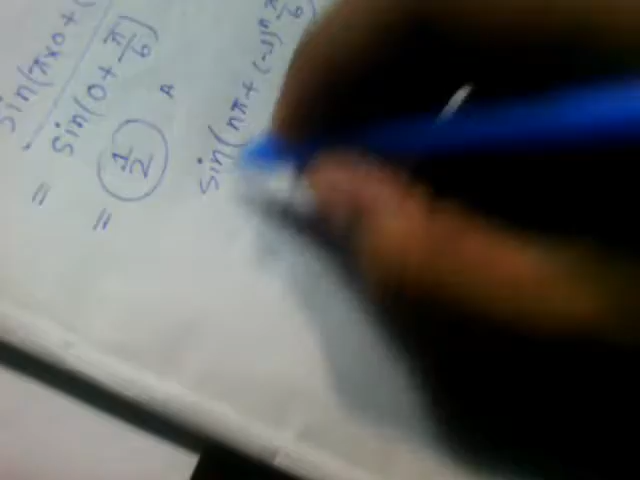 sin(π×0+(
= sin(0+π/6)
= 1/2 A
sin(nπ+(-1)ⁿ π/6